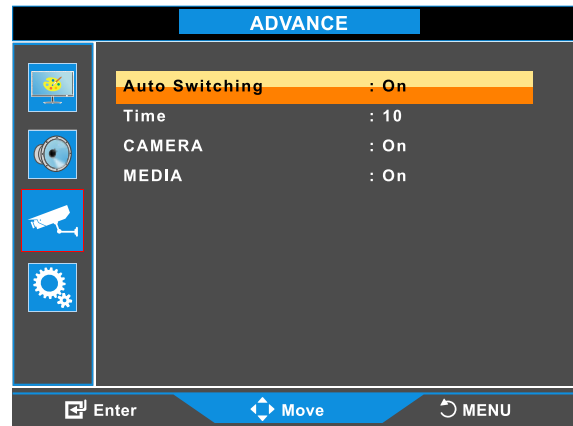 ADVANCE
Auto Switching : On
Time : 10
CAMERA : On
MEDIA : On
Enter Move MENU